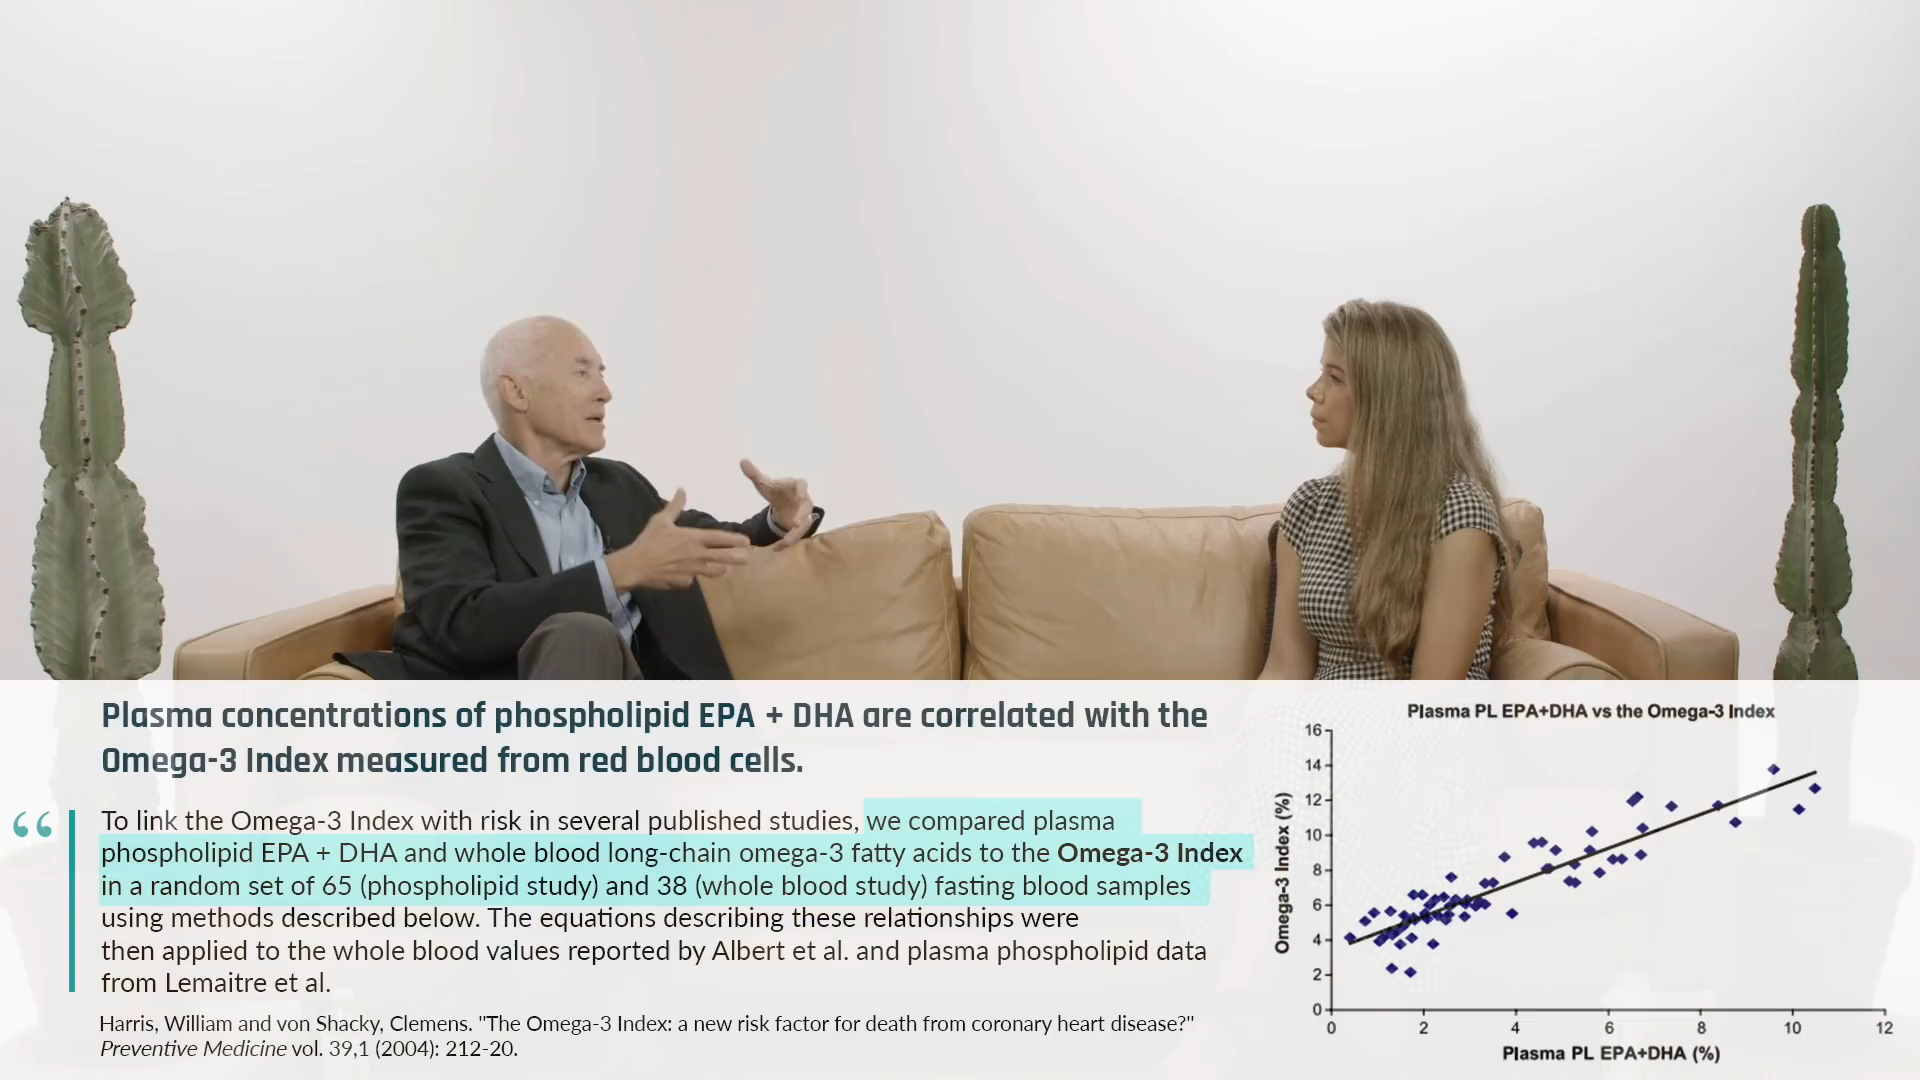 Plasma concentrations of phospholipid EPA + DHA are correlated with the
Omega-3 Index measured from red blood cells.
“
To link the Omega-3 Index with risk in several published studies, we compared plasma
phospholipid EPA + DHA and whole blood long-chain omega-3 fatty acids to the Omega-3 Index
in a random set of 65 (phospholipid study) and 38 (whole blood study) fasting blood samples
using methods described below. The equations describing these relationships were
then applied to the whole blood values reported by Albert et al. and plasma phospholipid data
from Lemaitre et al.
Harris, William and von Shacky, Clemens. "The Omega-3 Index: a new risk factor for death from coronary heart disease?"
Preventive Medicine vol. 39,1 (2004): 212-20.
Plasma PL EPA+DHA vs the Omega-3 Index
Omega-3 Index (%)
16
14
12
10
8
6
4
2
0
0 2 4 6 8 10 12
Plasma PL EPA+DHA (%)